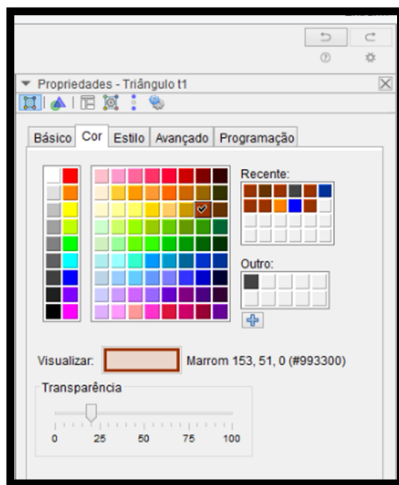 Propriedades - Triângulo t1
Básico Cor Estilo Avançado Programação
Recente:
Outro:
Visualizar: Marrom 153, 51, 0 (#993300)
Transparência
0 25 50 75 100